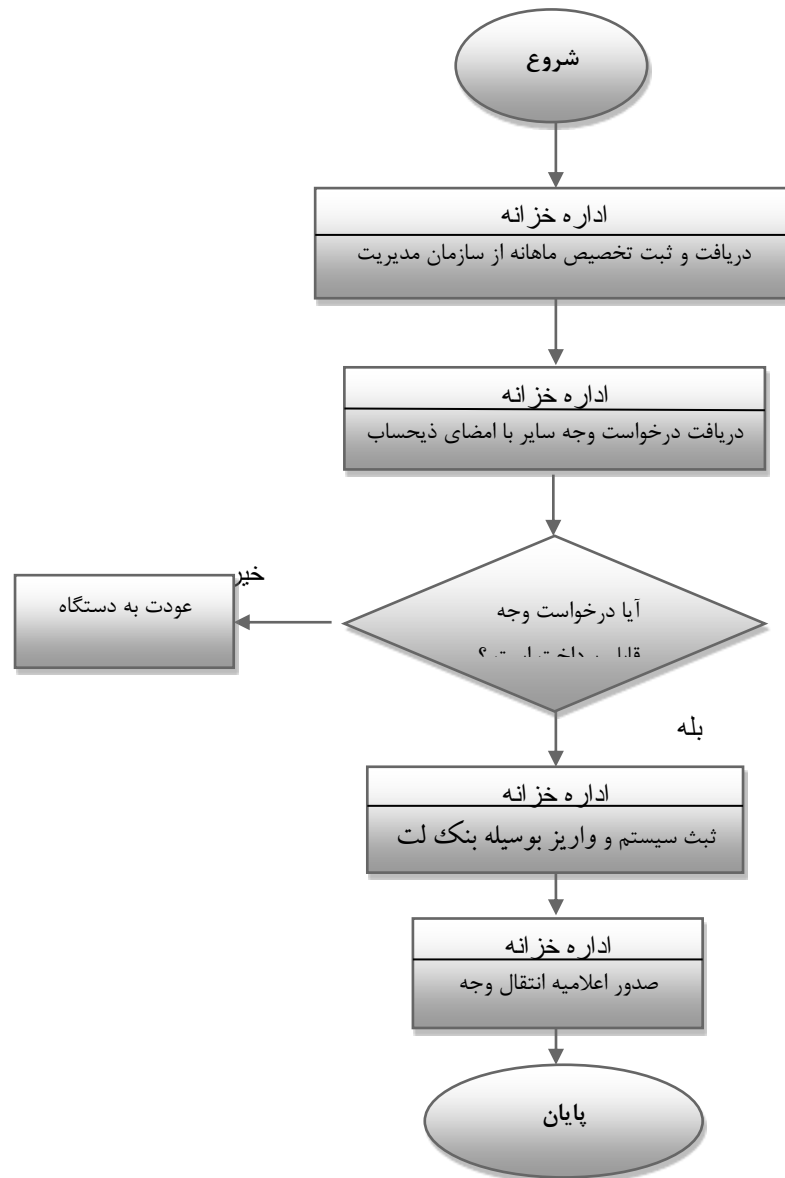 شروع
اداره خزانه
دریافت و ثبت تخصیص ماهانه از سازمان مدیریت
اداره خزانه
دریافت درخواست وجه سایر با امضای ذیحساب
آیا درخواست وجه
خیر
عودت به دستگاه
بله
اداره خزانه
ثبث سیستم و واریز بوسیله بنک لت
اداره خزانه
صدور اعلامیه انتقال وجه
پایان